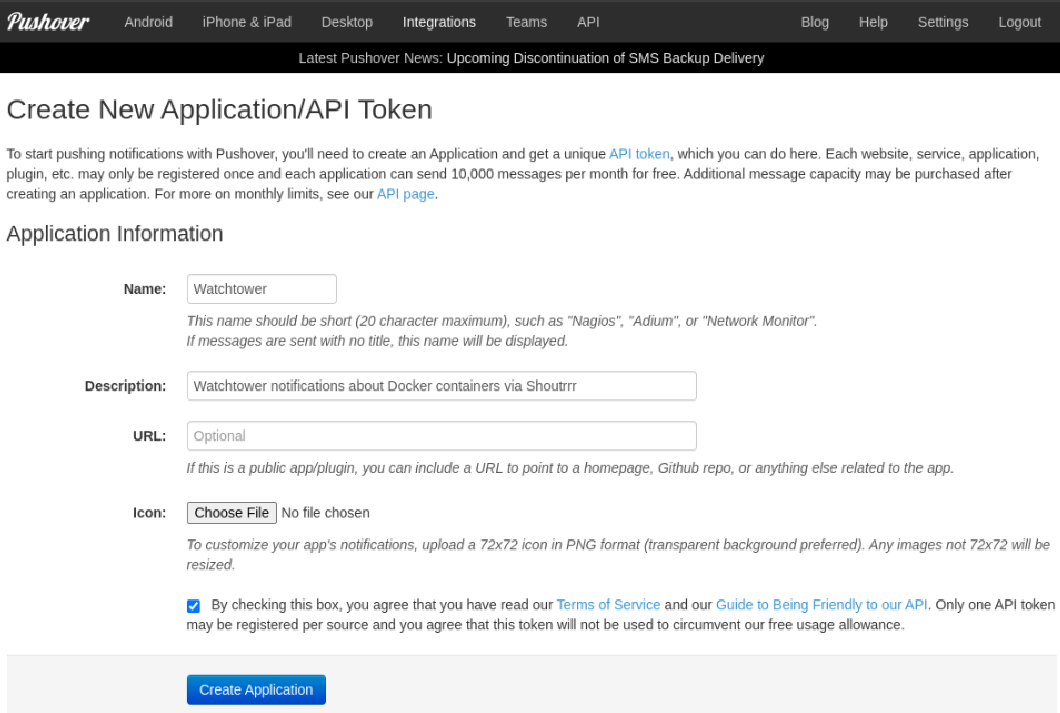 Pushover Android iPhone & iPad Desktop Integrations Teams API Blog Help Settings Logout
Latest Pushover News: Upcoming Discontinuation of SMS Backup Delivery
Create New Application/API Token
To start pushing notifications with Pushover, you'll need to create an Application and get a unique API token, which you can do here. Each website, service, application,
plugin, etc. may only be registered once and each application can send 10,000 messages per month for free. Additional message capacity may be purchased after
creating an application. For more on monthly limits, see our API page.
Application Information
Name: Watchtower
This name should be short (20 character maximum), such as "Nagios", "Adium", or "Network Monitor".
If messages are sent with no title, this name will be displayed.
Description: Watchtower notifications about Docker containers via Shoutrrr
URL: Optional
If this is a public app/plugin, you can include a URL to point to a homepage, Github repo, or anything else related to the app.
Icon: Choose File No file chosen
To customize your app's notifications, upload a 72x72 icon in PNG format (transparent background preferred). Any images not 72x72 will be
resized.
By checking this box, you agree that you have read our Terms of Service and our Guide to Being Friendly to our API. Only one API token
may be registered per source and you agree that this token will not be used to circumvent our free usage allowance.
Create Application